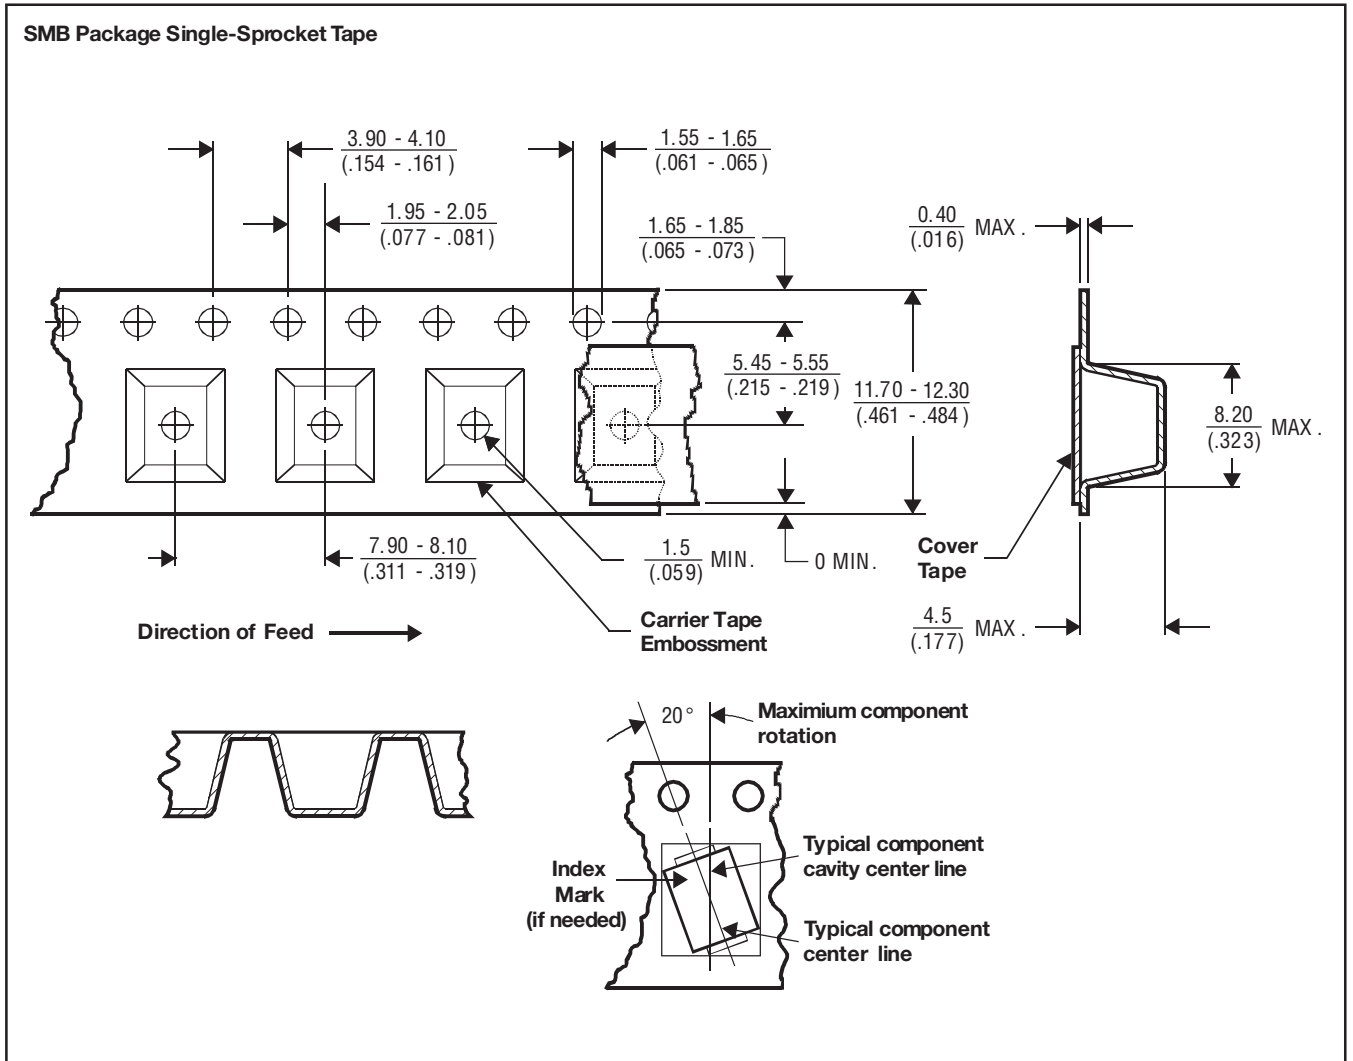 SMB Package Single-Sprocket Tape
3.90 - 4.10
(.154 - .161)
1.55 - 1.65
(.061 - .065)
1.95 - 2.05
(.077 - .081)
1.65 - 1.85
(.065 - .073)
0.40
(.016)
MAX.
5.45 - 5.55
(.215 - .219)
11.70 - 12.30
(.461 - .484)
8.20
(.323)
MAX.
7.90 - 8.10
(.311 - .319)
1.5
(.059)
MIN.
0 MIN.
Cover
Tape
4.5
(.177)
MAX.
Direction of Feed
Carrier Tape
Embossment
20°
Maximium component
rotation
Typical component
cavity center line
Index
Mark
(if needed)
Typical component
center line